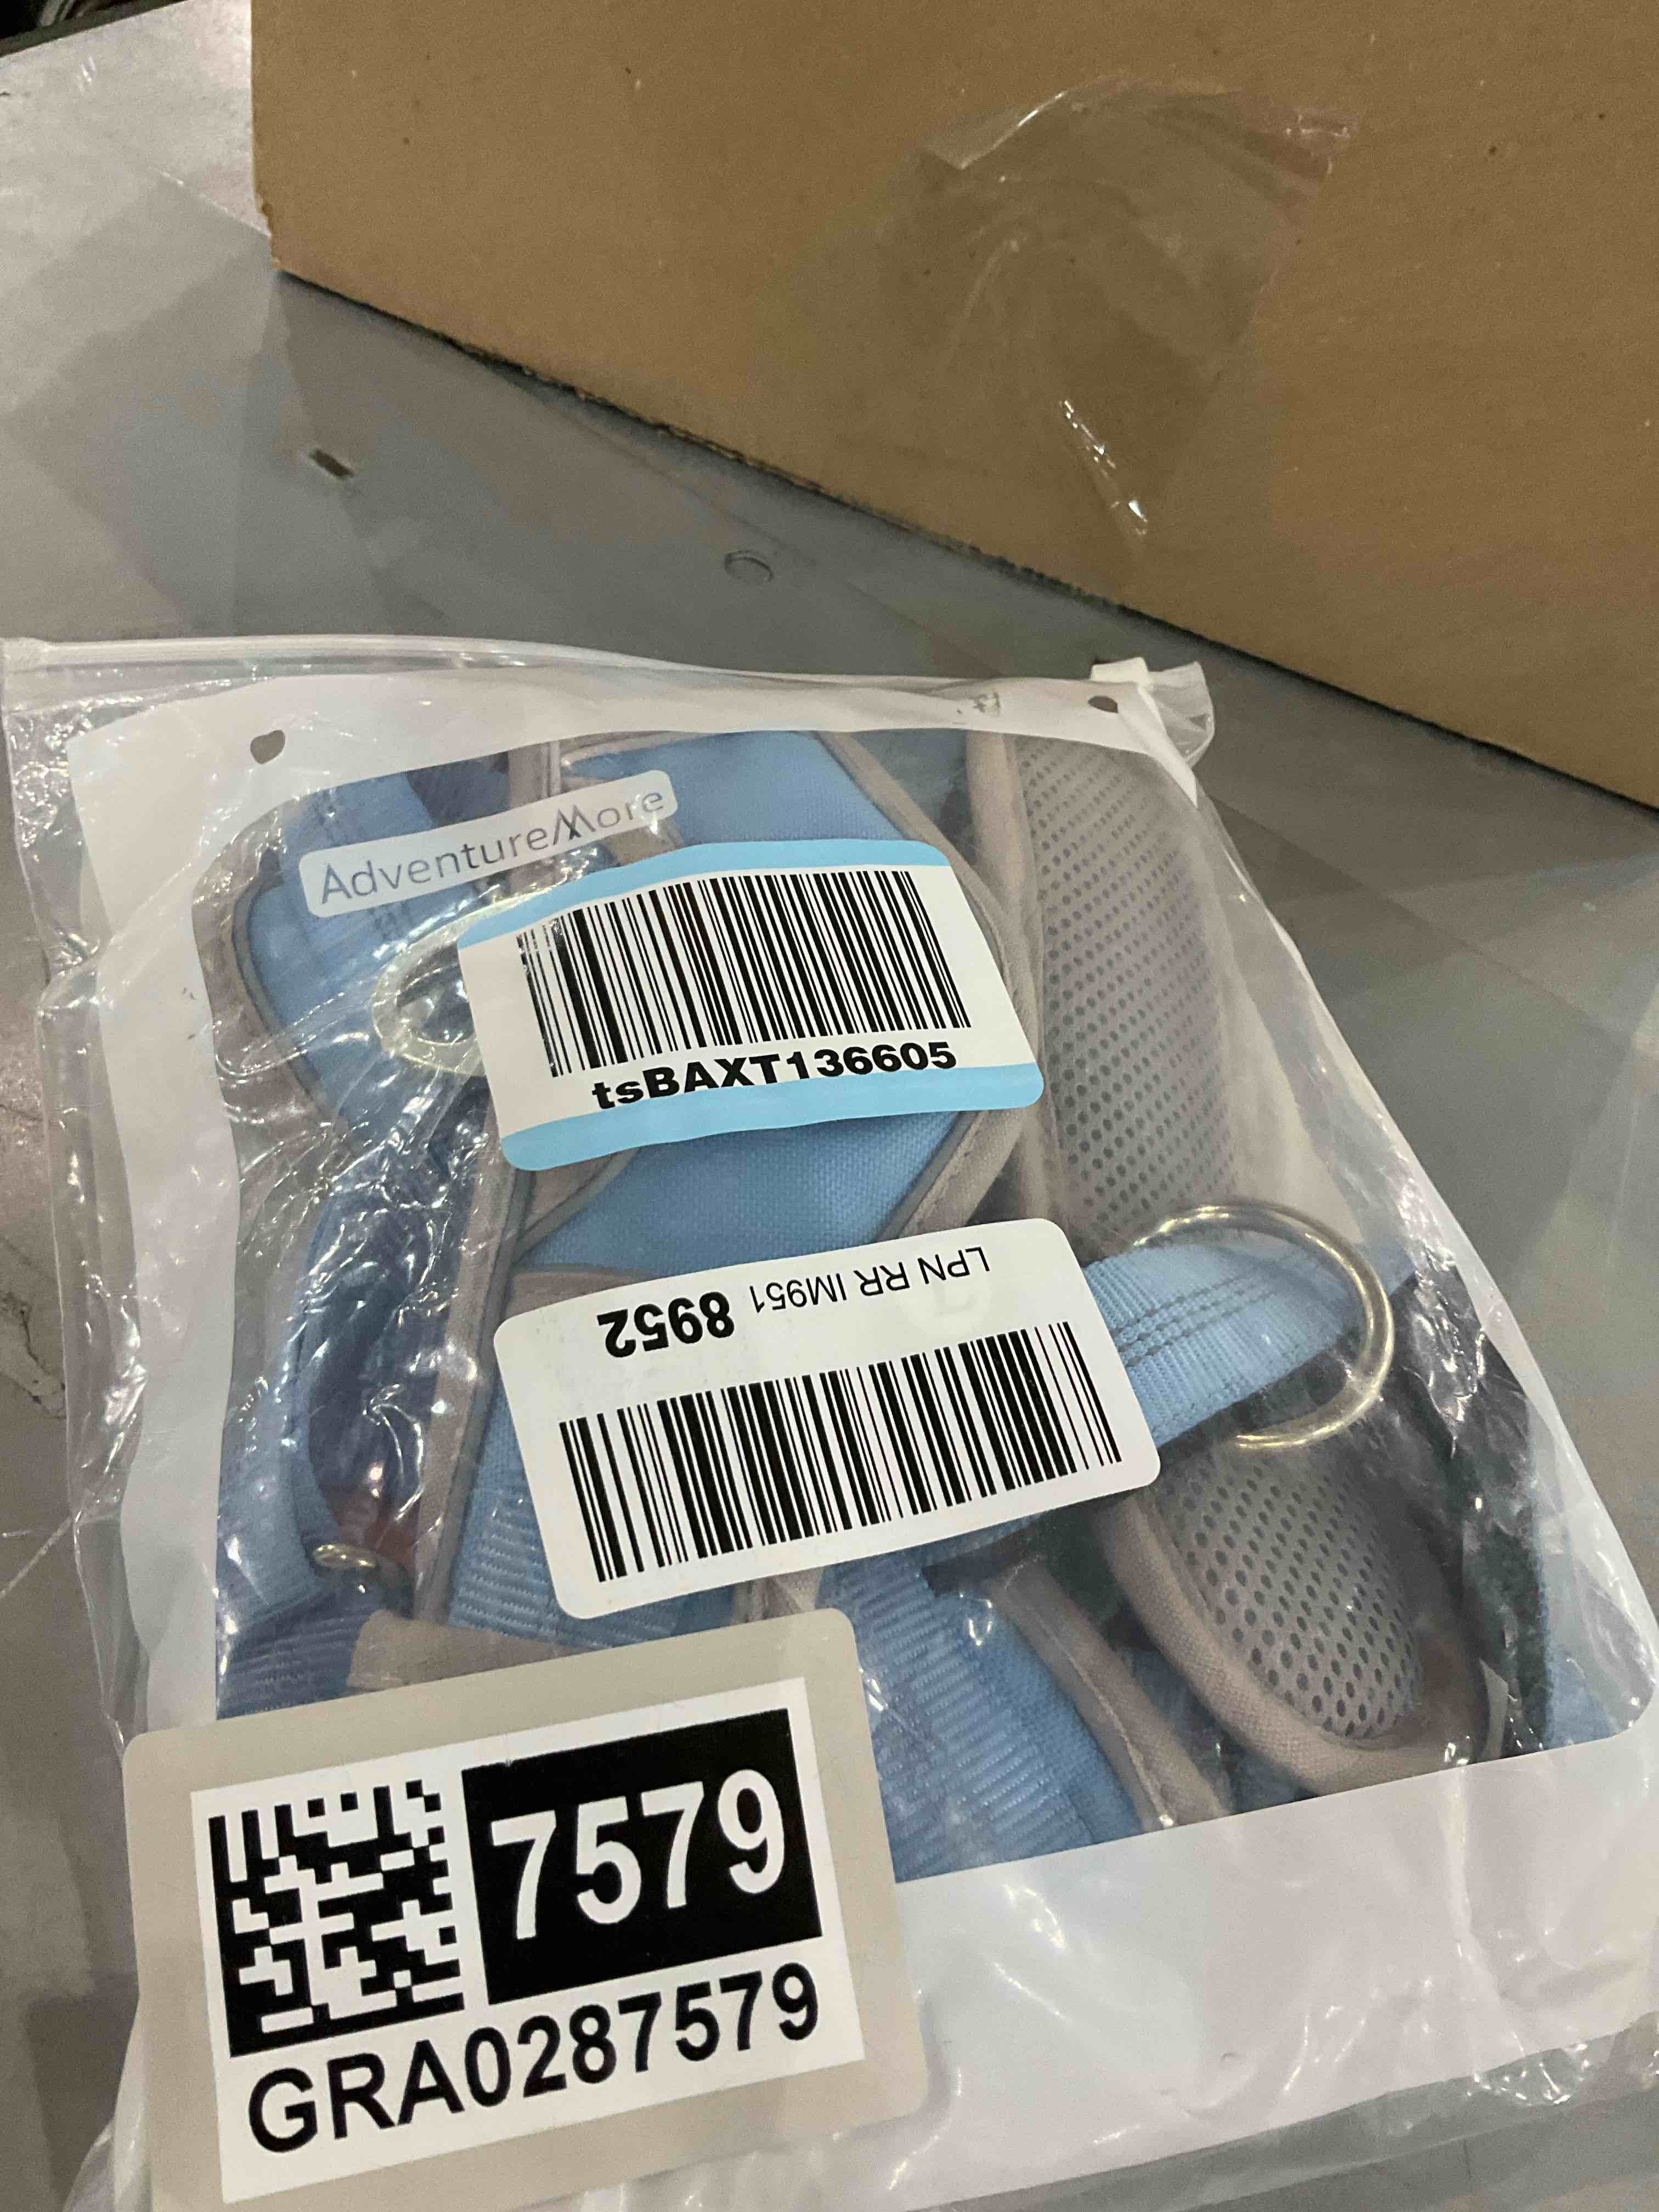 AdventureMore
tsBAXT136605
LPN RR IM951 8952
7579
GRA0287579